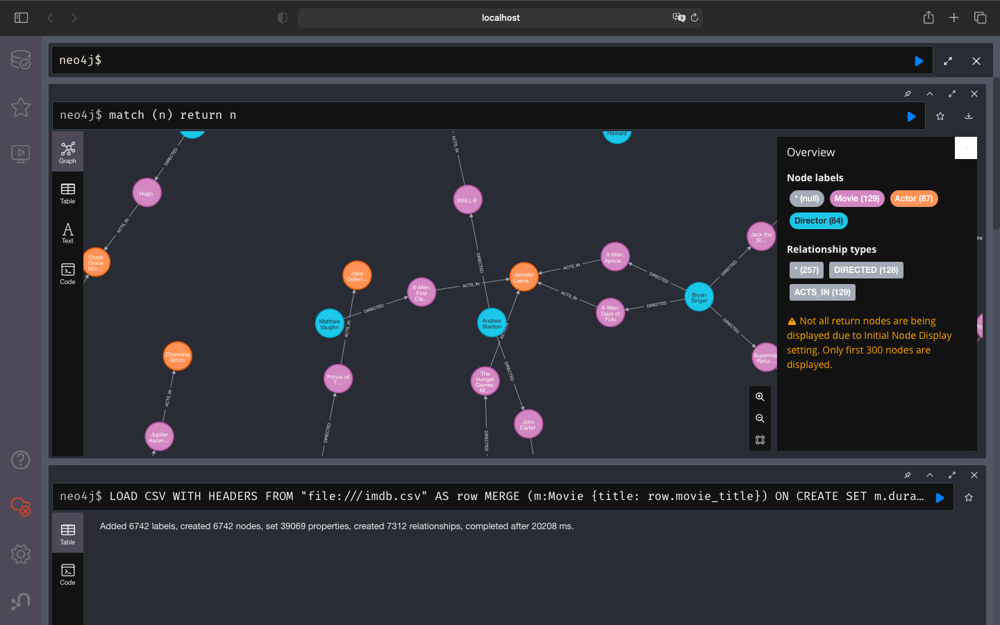 localhost
neo4j$
neo4j$ match (n) return n
Graph
Table
Text
Code
DIRECTED
Hugo
ACTS_IN
Chloë
Grace
Mor...
ACTS_IN
WALL·E
Howard
DIRECTED
Jake
Gyllen...
X-Men:
First
Cla...
ACTS_IN
Jennifer
Lawre...
ACTS_IN
X-Men:
Apoca...
Jack the
Sl...
DIRECTED
DIRECTED
Bryan
Singer
DIRECTED
ACTS_IN
X-Men:
Days of
Futu
DIRECTED
Superman
Retur...
Matthew
Vaughn
DIRECTED
ACTS_IN
Andrew
Stanton
ACTS_IN
DIRECTED
Channing
Tatum
ACTS_IN
Jupiter
Ascen...
Prince of
T...
DIRECTED
The
Hunger
Games:
M...
DIRECTED
John
Carter
Overview
Node labels
* (null)
Movie (129)
Actor (87)
Director (84)
Relationship types
* (257)
DIRECTED (128)
ACTS_IN (129)
Not all return nodes are being
displayed due to Initial Node Display
setting. Only first 300 nodes are
displayed.
neo4j$ LOAD CSV WITH HEADERS FROM "file:///imdb.csv" AS row MERGE (m:Movie {title: row.movie_title}) ON CREATE SET m.dura…
Table
Code
Added 6742 labels, created 6742 nodes, set 39069 properties, created 7312 relationships, completed after 20208 ms.